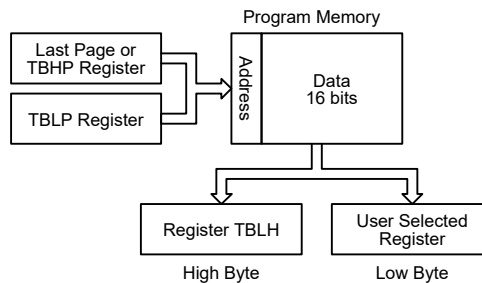 Program Memory
Last Page or
TBHP Register
TBLP Register
Address
Data
16 bits
Register TBLH
User Selected
Register
High Byte
Low Byte